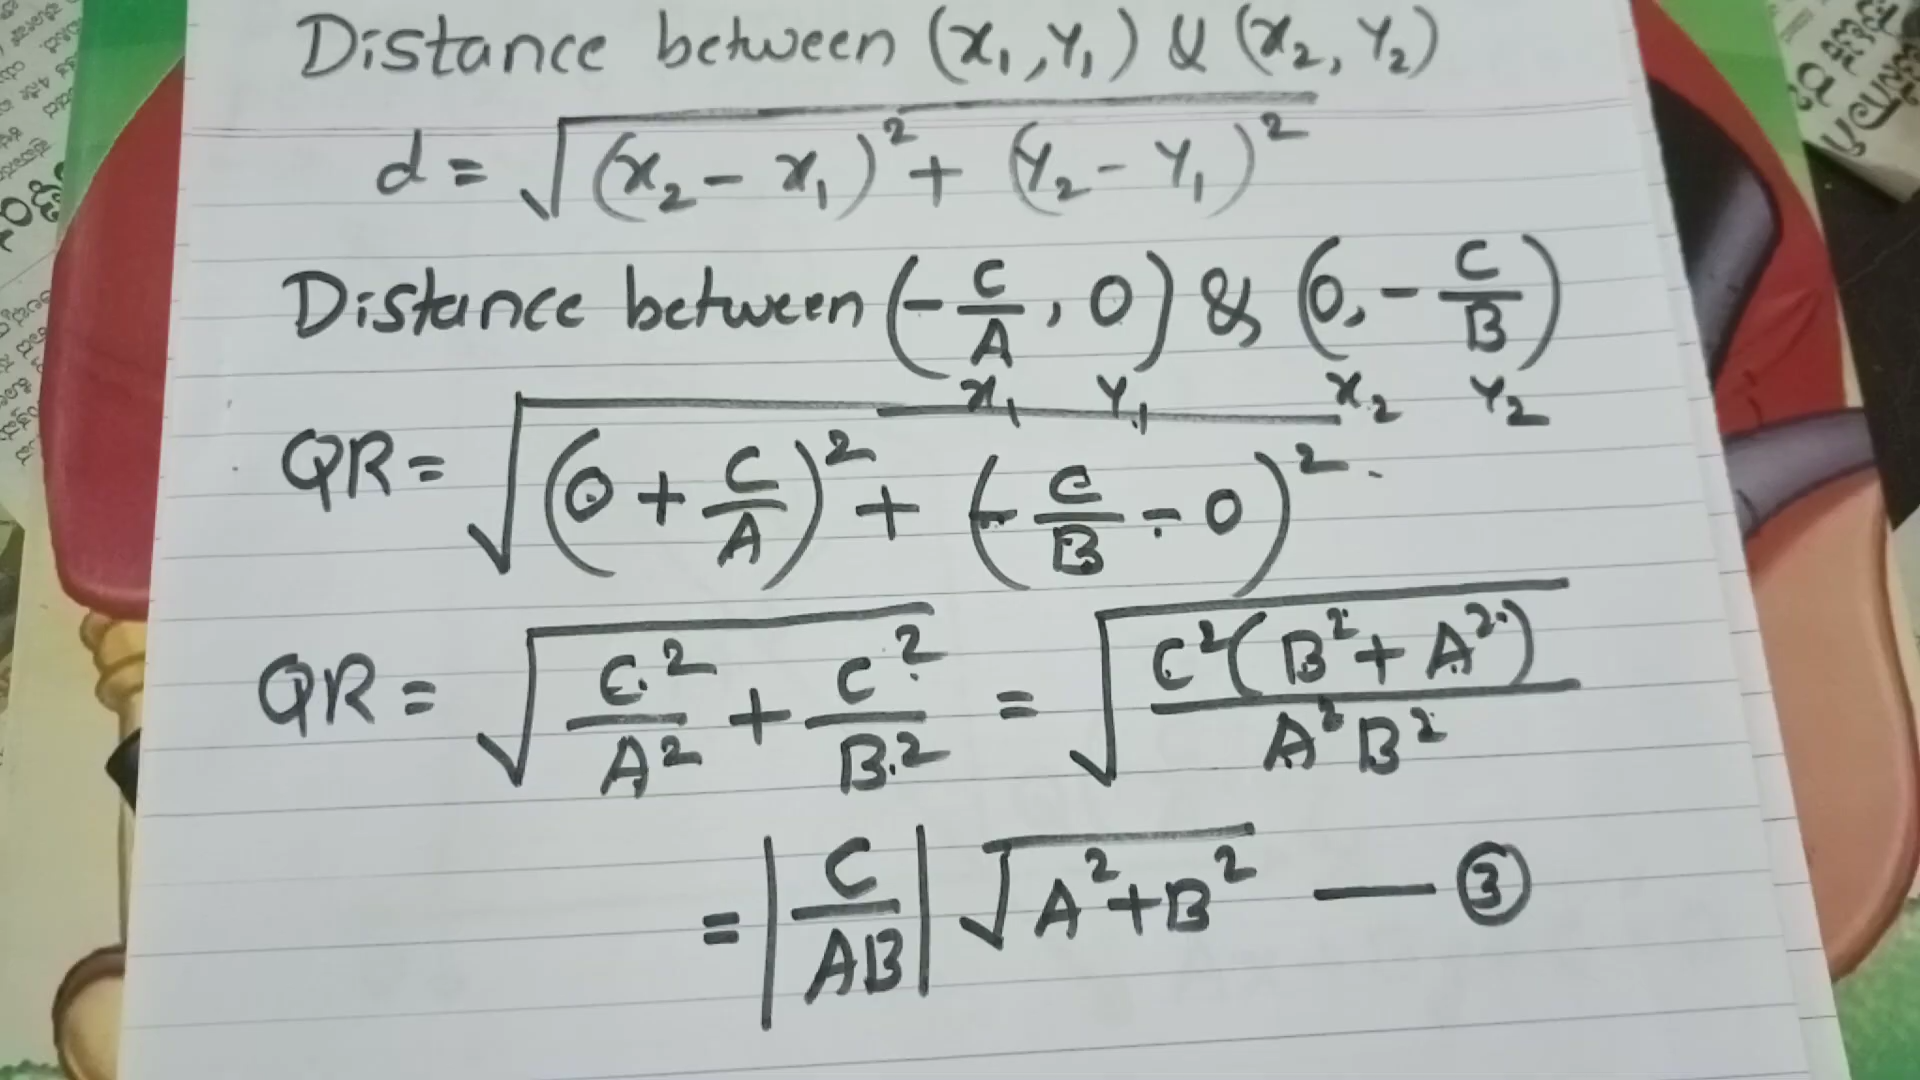 Distance between (x₁, y₁) & (x₂, y₂)
d = √((x₂ - x₁)² + (y₂ - y₁)²)
Distance between (-C/A, 0) & (0, -C/B)
x₁ y₁ x₂ y₂
QR = √((0 + C/A)² + (-C/B - 0)²)
QR = √(C²/A² + C²/B²) = √(C²(B² + A²)/A²B²)
= |C/AB| √(A²+B²) — ③